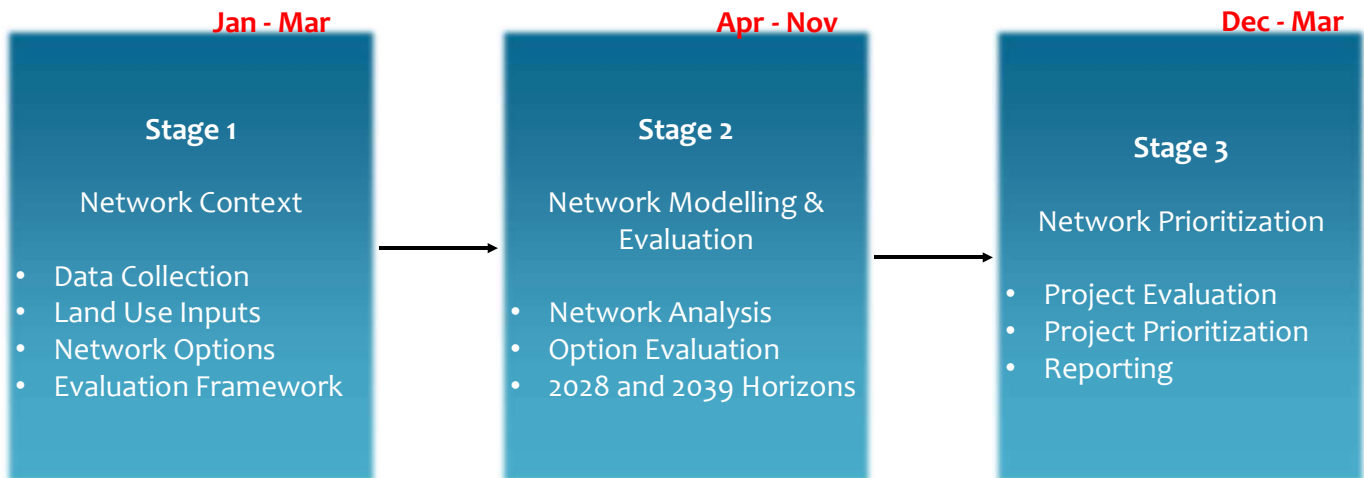 Jan - Mar
Stage 1
Network Context
• Data Collection
• Land Use Inputs
• Network Options
• Evaluation Framework
Apr - Nov
Stage 2
Network Modelling &
Evaluation
• Network Analysis
• Option Evaluation
• 2028 and 2039 Horizons
Dec - Mar
Stage 3
Network Prioritization
• Project Evaluation
• Project Prioritization
• Reporting